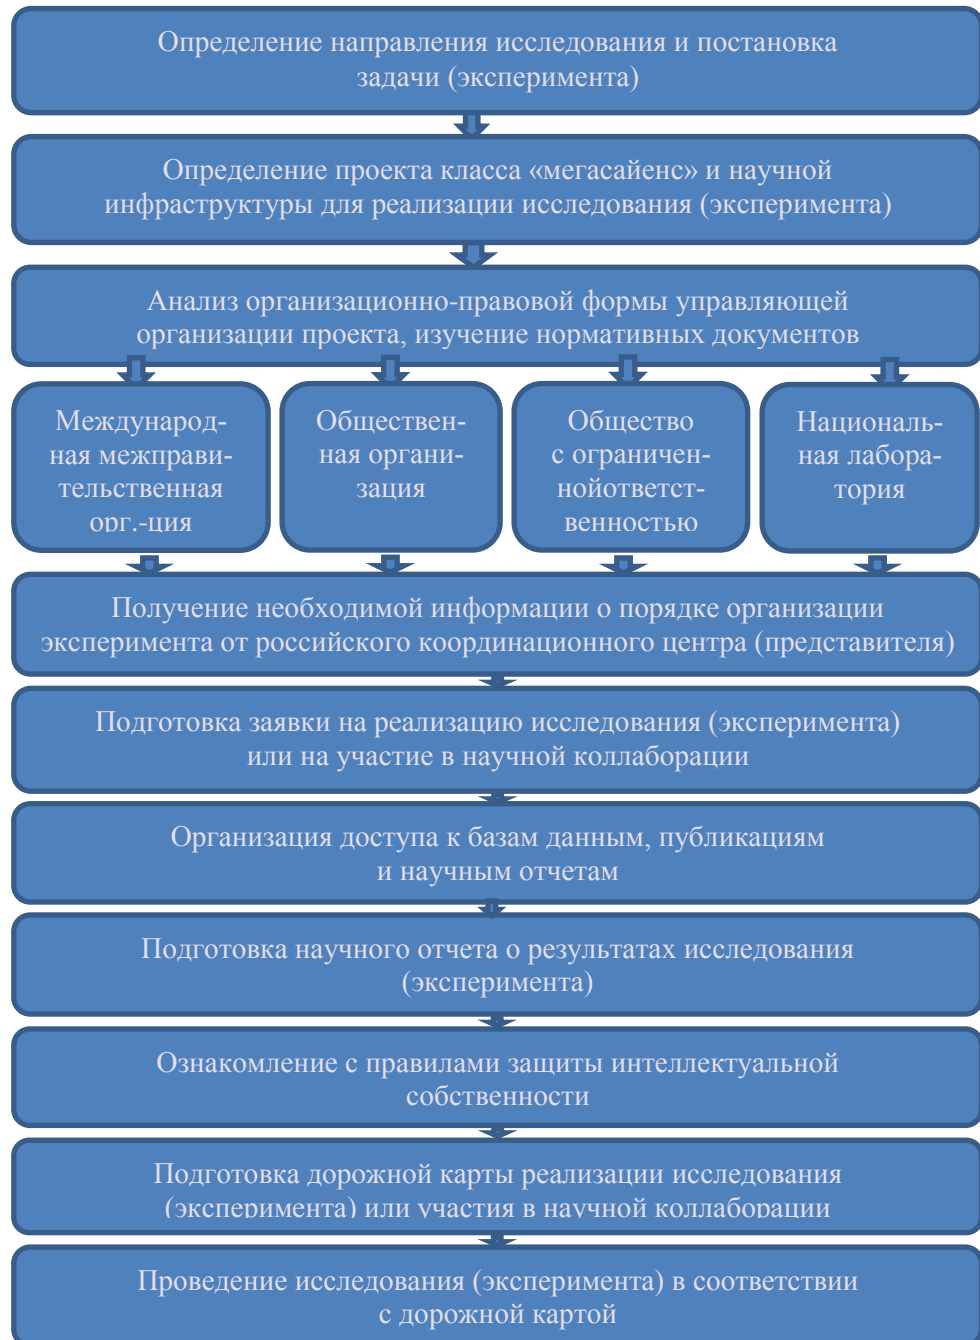 Определение направления исследования и постановка
задачи (эксперимента)
Определение проекта класса «мегасайенс» и научной
инфраструктуры для реализации исследования (эксперимента)
Анализ организационно-правовой формы управляющей
организации проекта, изучение нормативных документов
Международ-
ная межправи-
тельственная
орг.-ция
Обществен-
ная органи-
зация
Общество
с ограничен-
нойответст-
венностью
Националь-
ная лабора-
тория
Получение необходимой информации о порядке организации
эксперимента от российского координационного центра (представителя)
Подготовка заявки на реализацию исследования (эксперимента)
или на участие в научной коллаборации
Организация доступа к базам данных, публикациям
и научным отчетам
Подготовка научного отчета о результатах исследования
(эксперимента)
Ознакомление с правилами защиты интеллектуальной
собственности
Подготовка дорожной карты реализации исследования
(эксперимента) или участия в научной коллаборации
Проведение исследования (эксперимента) в соответствии
с дорожной картой